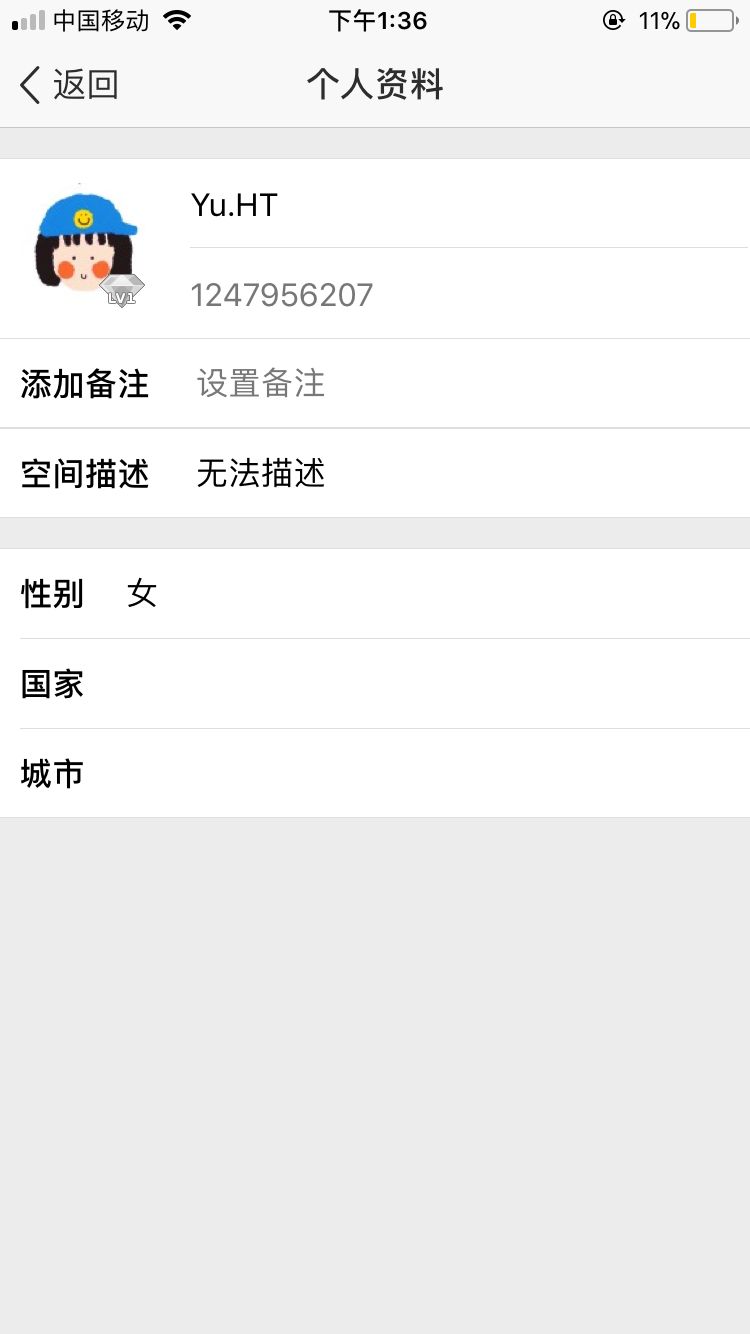 中国移动 下午1:36 11%
返回 个人资料
Yu.HT
LV1
1247956207
添加备注 设置备注
空间描述 无法描述
性别 女
国家
城市